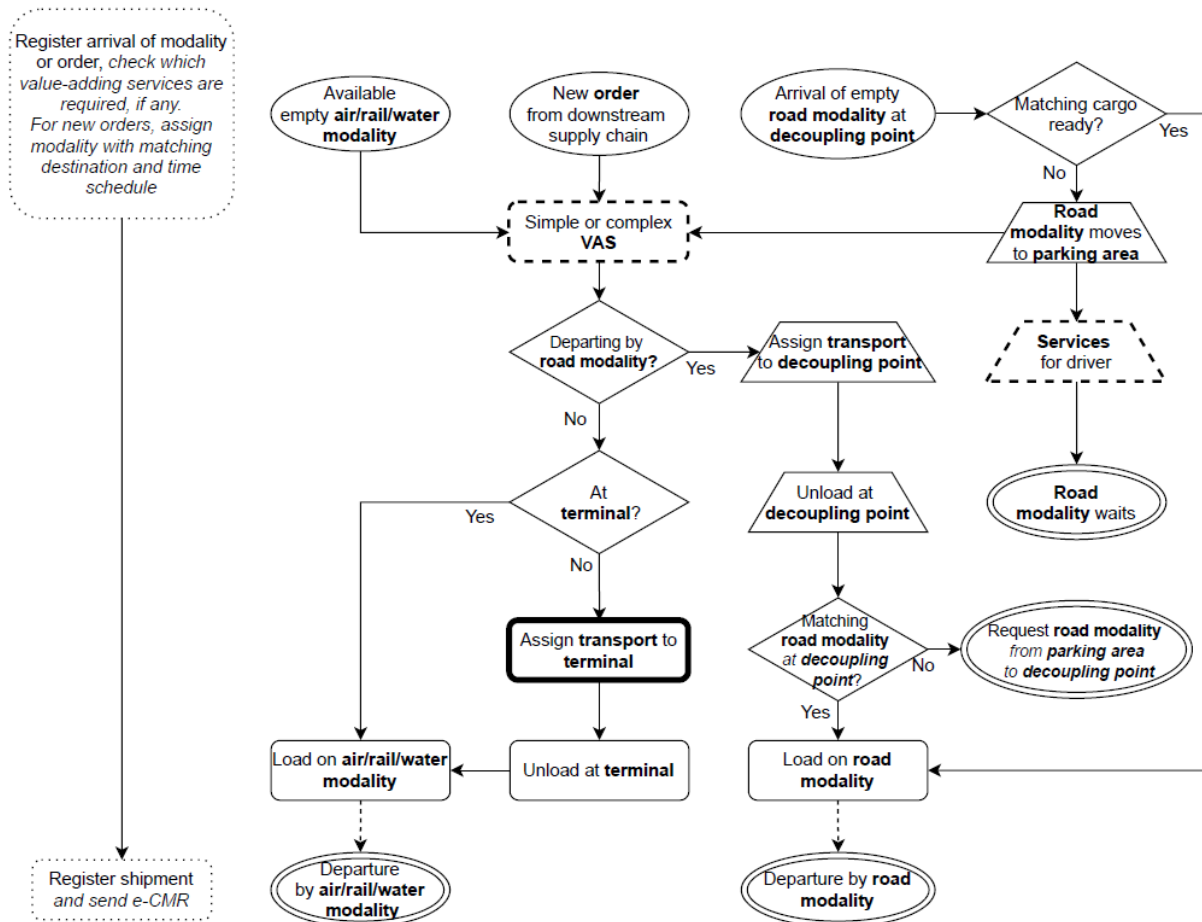 Register arrival of modality
or order, check which
value-adding services are
required, if any.
For new orders, assign
modality with matching
destination and time
schedule
Available
empty air/rail/water
modality
New order
from downstream
supply chain
Arrival of empty
road modality at
decoupling point
Matching cargo
ready?
Yes
No
Simple or complex
VAS
Road
modality moves
to parking area
Departing by
road modality?
Yes
No
Assign transport
to decoupling point
Services
for driver
At
terminal?
Yes
No
Unload at
decoupling point
Road
modality waits
Assign transport to
terminal
Matching
road modality
at decoupling
point?
No
Yes
Request road modality
from parking area
to decoupling point
Load on air/rail/water
modality
Unload at terminal
Load on road
modality
Register shipment
and send e-CMR
Departure
by air/rail/water
modality
Departure by road
modality